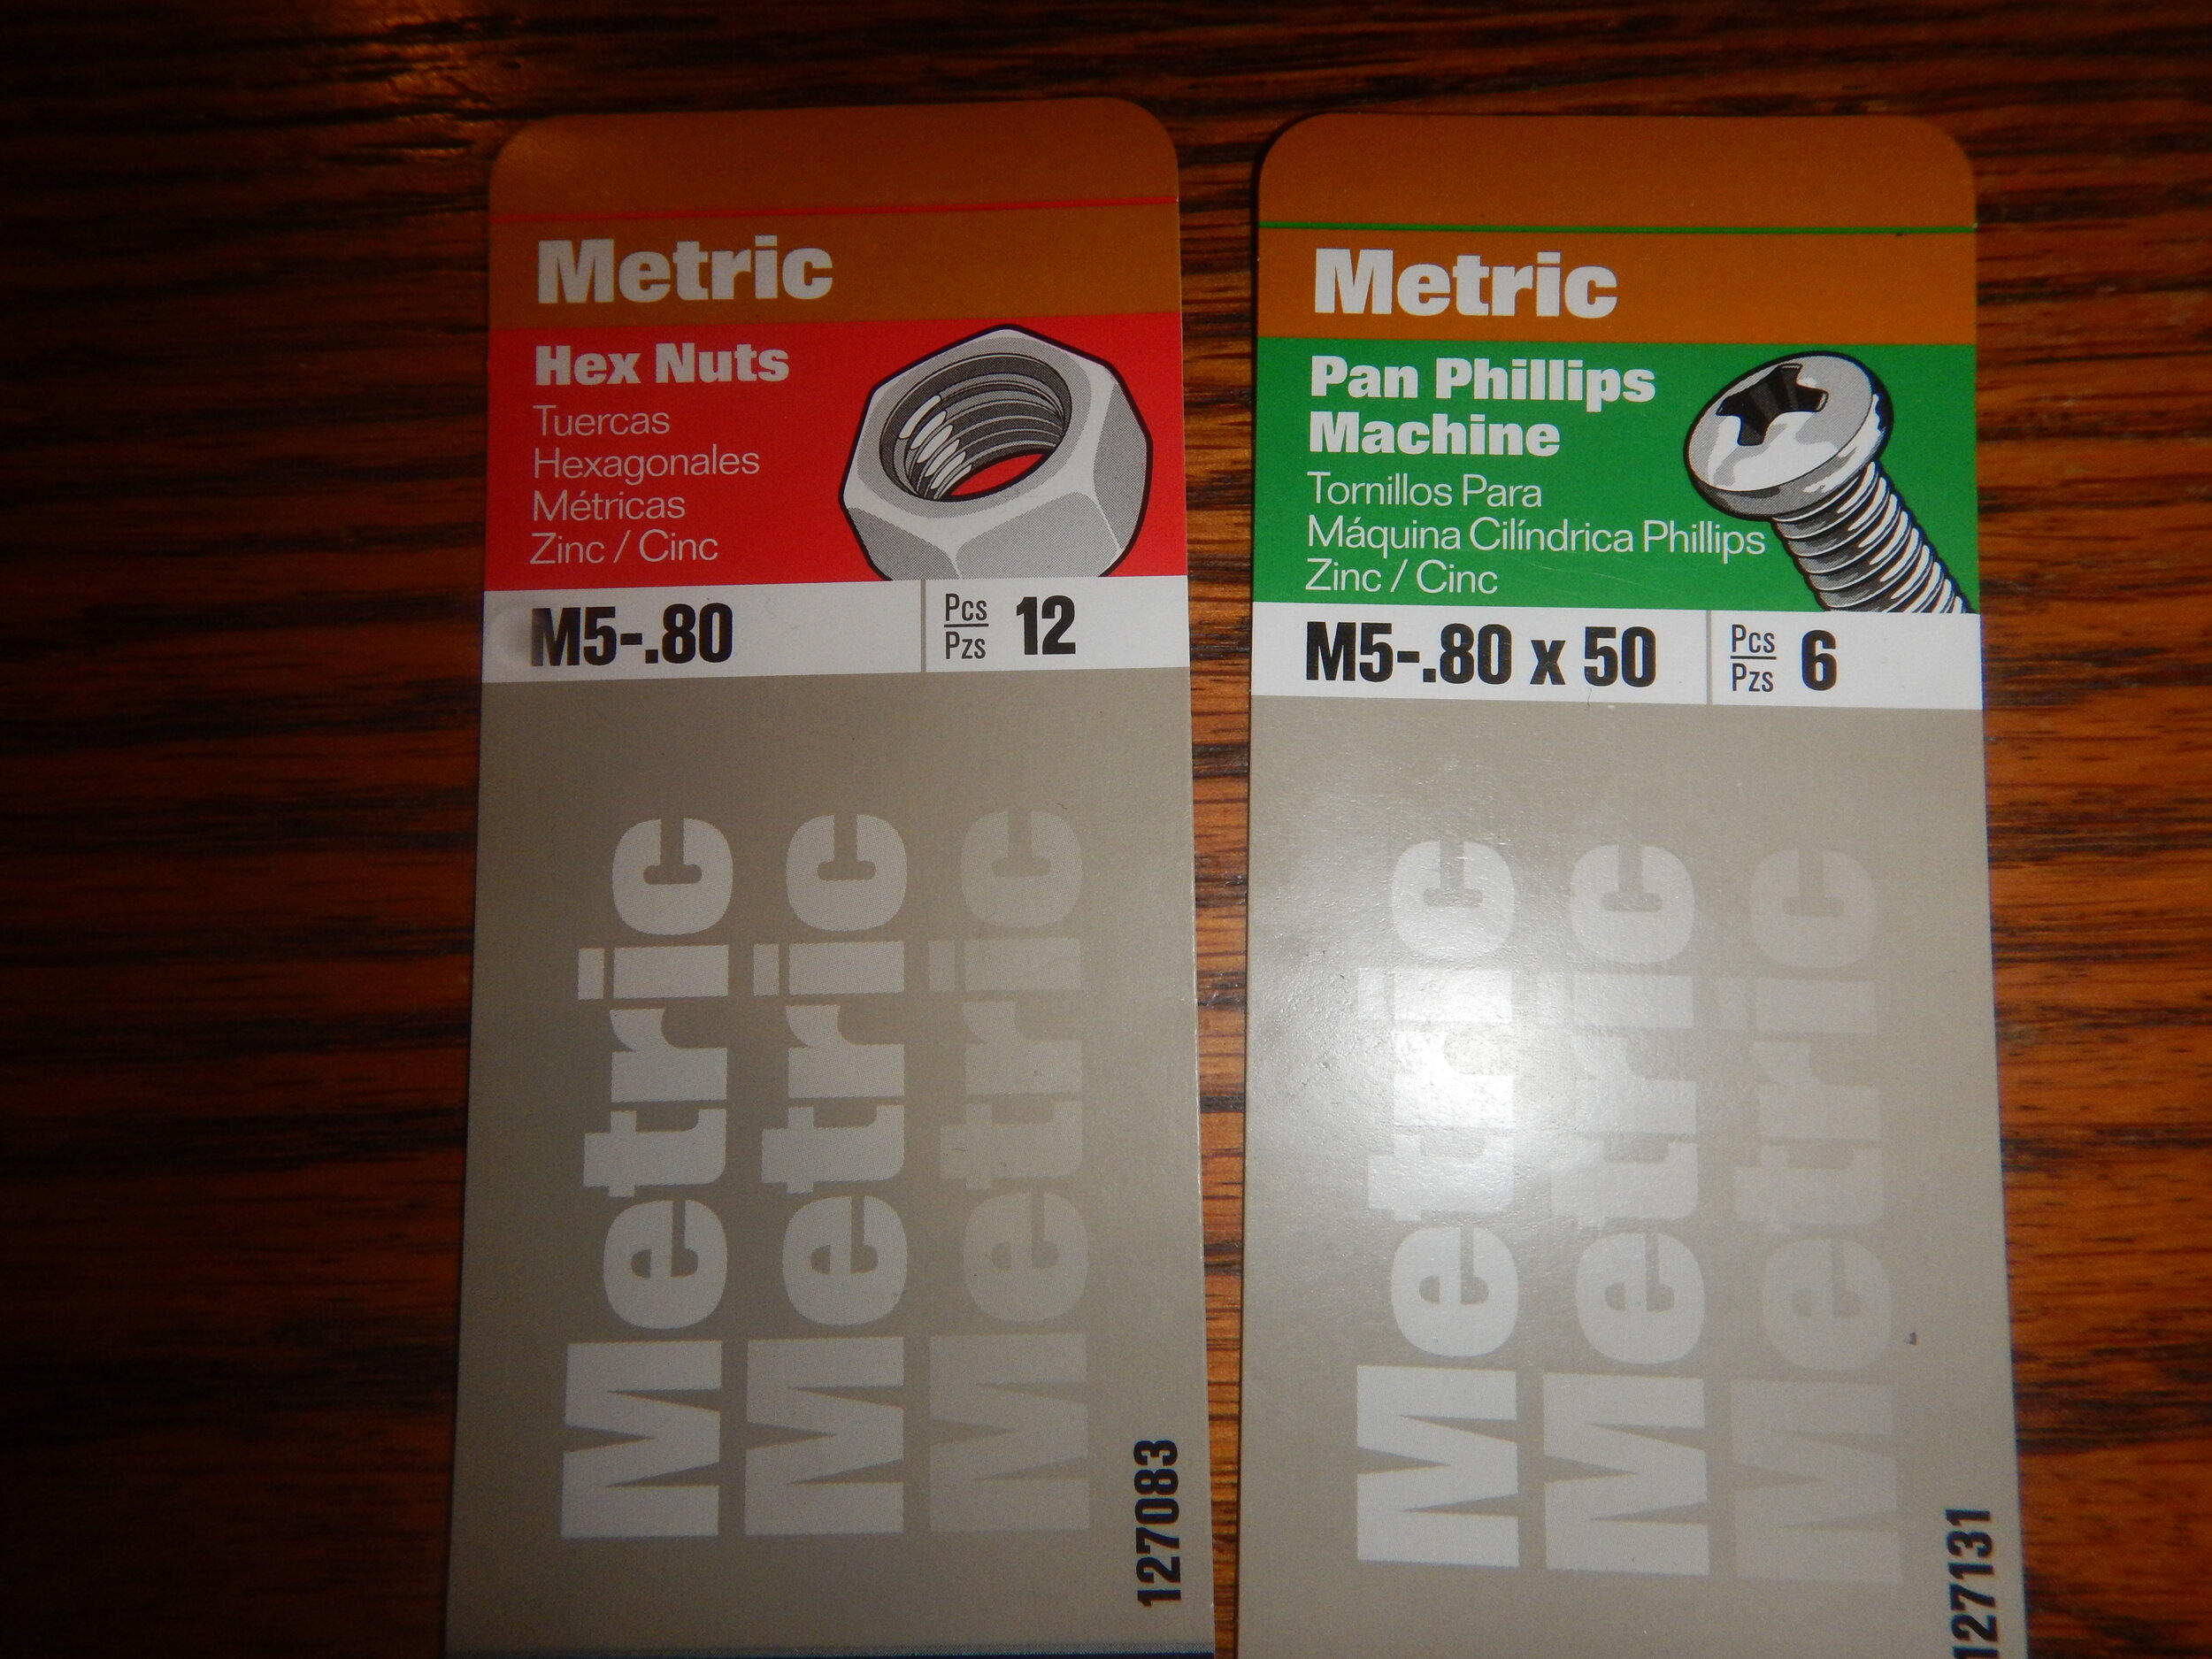 Metric
Hex Nuts
Tuercas
Hexagonales
Métricas
Zinc / Cinc
M5-.80
Pcs
Pzs
12
Metric
Metric
Metric
127083
Metric
Pan Phillips
Machine
Tornillos Para
Máquina Cilíndrica Phillips
Zinc / Cinc
M5-.80 x 50
Pcs
Pzs
6
Metric
Metric
Metric
127131